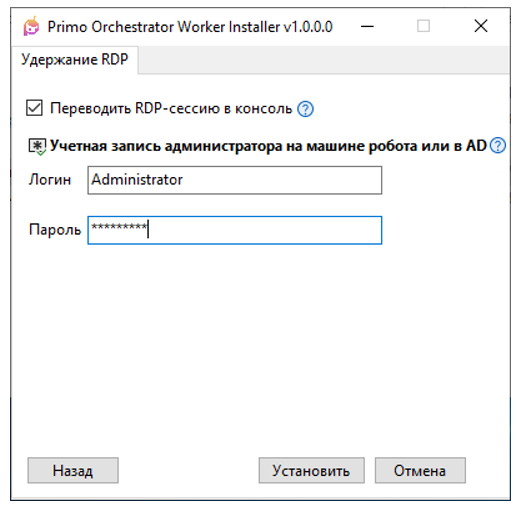 Primo Orchestrator Worker Installer v1.0.0.0
Удержание RDP
Переводить RDP-сессию в консоль ?
Учетная запись администратора на машине робота или в AD ?
Логин Administrator
Пароль *********
Назад Установить Отмена